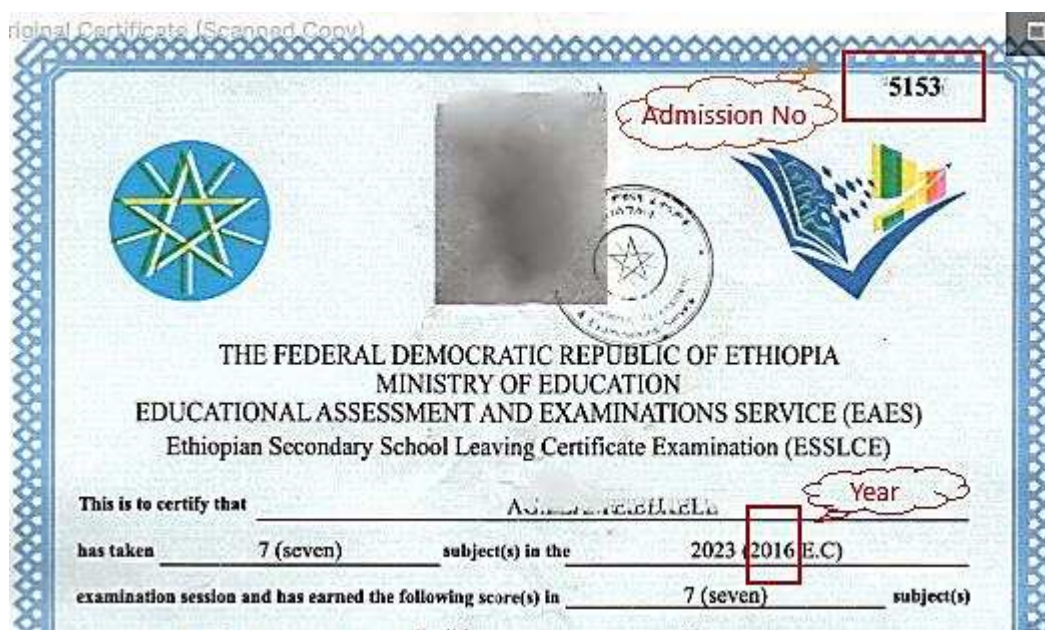 riginal Certificate (Scanned Copy)
5153
Admission No
THE FEDERAL DEMOCRATIC REPUBLIC OF ETHIOPIA
MINISTRY OF EDUCATION
EDUCATIONAL ASSESSMENT AND EXAMINATIONS SERVICE (EAES)
Ethiopian Secondary School Leaving Certificate Examination (ESSLCE)
Year
This is to certify that
has taken 7 (seven) subject(s) in the 2023 (2016 E.C)
examination session and has earned the following score(s) in 7 (seven) subject(s)